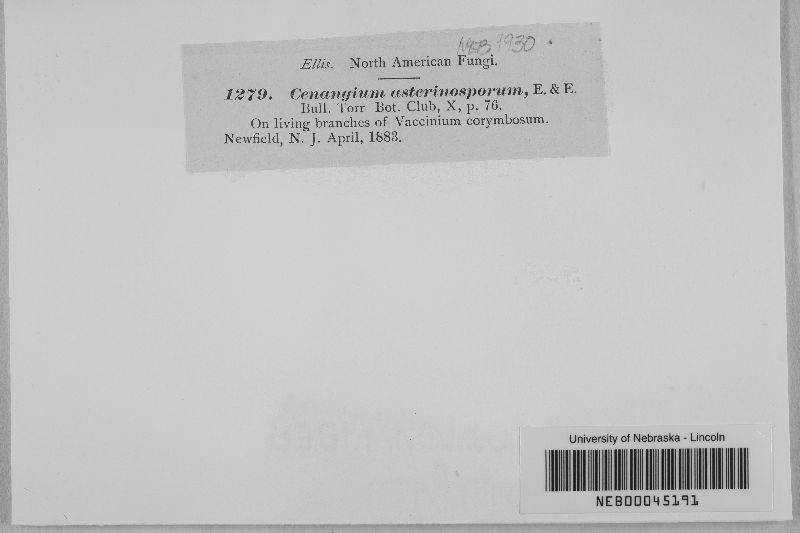 NEB 9930
Ellis. North American Fungi.
1279. Cenangium asterinosporum, E. & E.
Bull. Torr Bot. Club, X, p. 76.
On living branches of Vaccinium corymbosum.
Newfield, N. J. April, 1883.
University of Nebraska - Lincoln
NEB00045191